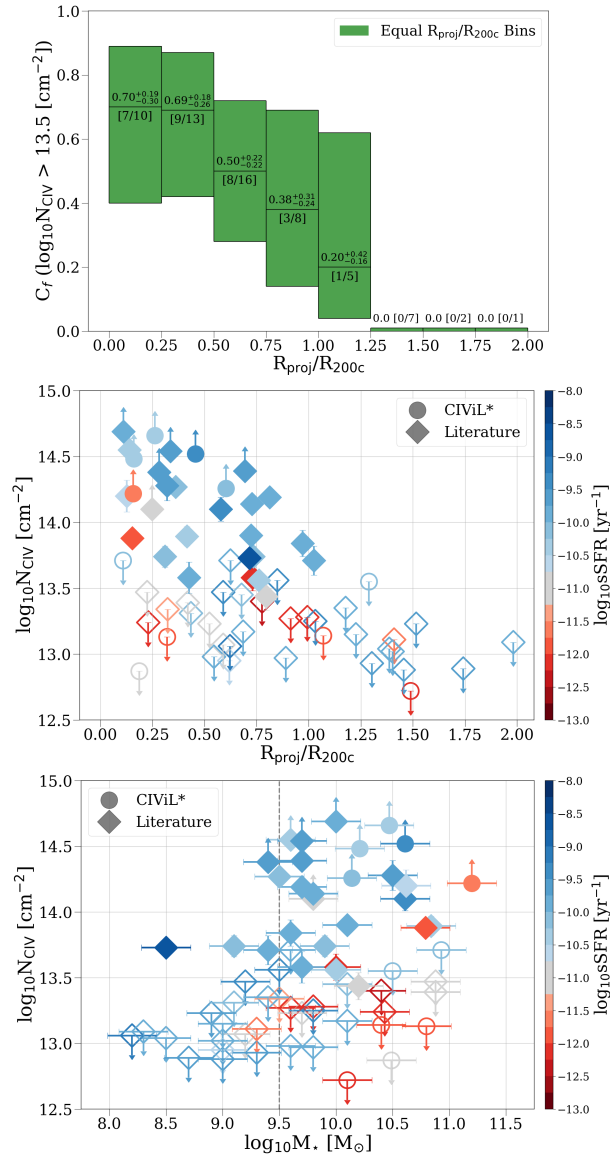 1.0
0.8
0.6
0.4
0.2
0.0
C_f (log₁₀N_CIV > 13.5 [cm⁻²])
Equal R_proj/R_200c Bins
0.70^{+0.19}_{-0.30}
[7/10]
0.69^{+0.18}_{-0.26}
[9/13]
0.50^{+0.22}_{-0.22}
[8/16]
0.38^{+0.31}_{-0.24}
[3/8]
0.20^{+0.42}_{-0.16}
[1/5]
0.0 [0/7] 0.0 [0/2] 0.0 [0/1]
0.00 0.25 0.50 0.75 1.00 1.25 1.50 1.75 2.00
R_proj/R_200c
15.0
14.5
14.0
13.5
13.0
12.5
log₁₀N_CIV [cm⁻²]
CIViL*
Literature
0.00 0.25 0.50 0.75 1.00 1.25 1.50 1.75 2.00
R_proj/R_200c
−8.0
−9.0
−9.5
−10.0
−10.5
−11.0
−11.5
−12.0
−12.5
−13.0
log₁₀sSFR [yr⁻¹]
15.0
14.5
14.0
13.5
13.0
12.5
log₁₀N_CIV [cm⁻²]
CIViL*
Literature
8.0 8.5 9.0 9.5 10.0 10.5 11.0 11.5
log₁₀M⋆ [M⊙]
−8.0
−9.0
−9.5
−10.0
−10.5
−11.0
−11.5
−12.0
−12.5
−13.0
log₁₀sSFR [yr⁻¹]